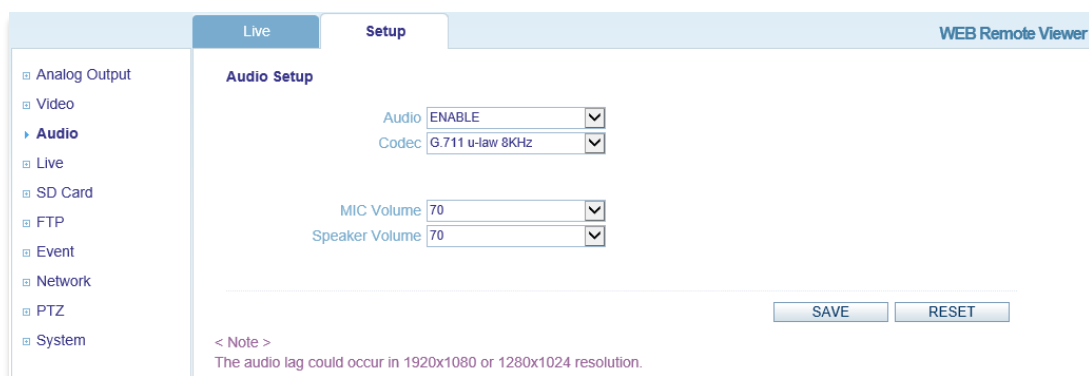 Live
Setup
WEB Remote Viewer
Analog Output
Video
Audio
Live
SD Card
FTP
Event
Network
PTZ
System
Audio Setup
Audio ENABLE
Codec G.711 u-law 8KHz
MIC Volume 70
Speaker Volume 70
SAVE
RESET
< Note >
The audio lag could occur in 1920x1080 or 1280x1024 resolution.